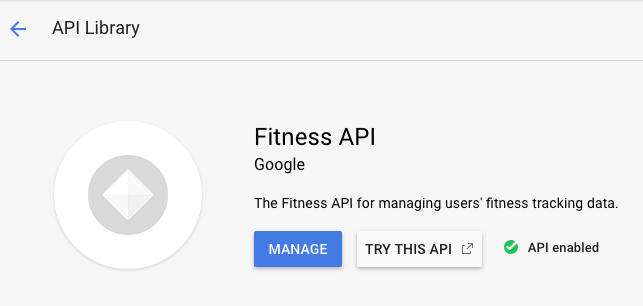 API Library
Fitness API
Google
The Fitness API for managing users' fitness tracking data.
MANAGE
TRY THIS API
API enabled